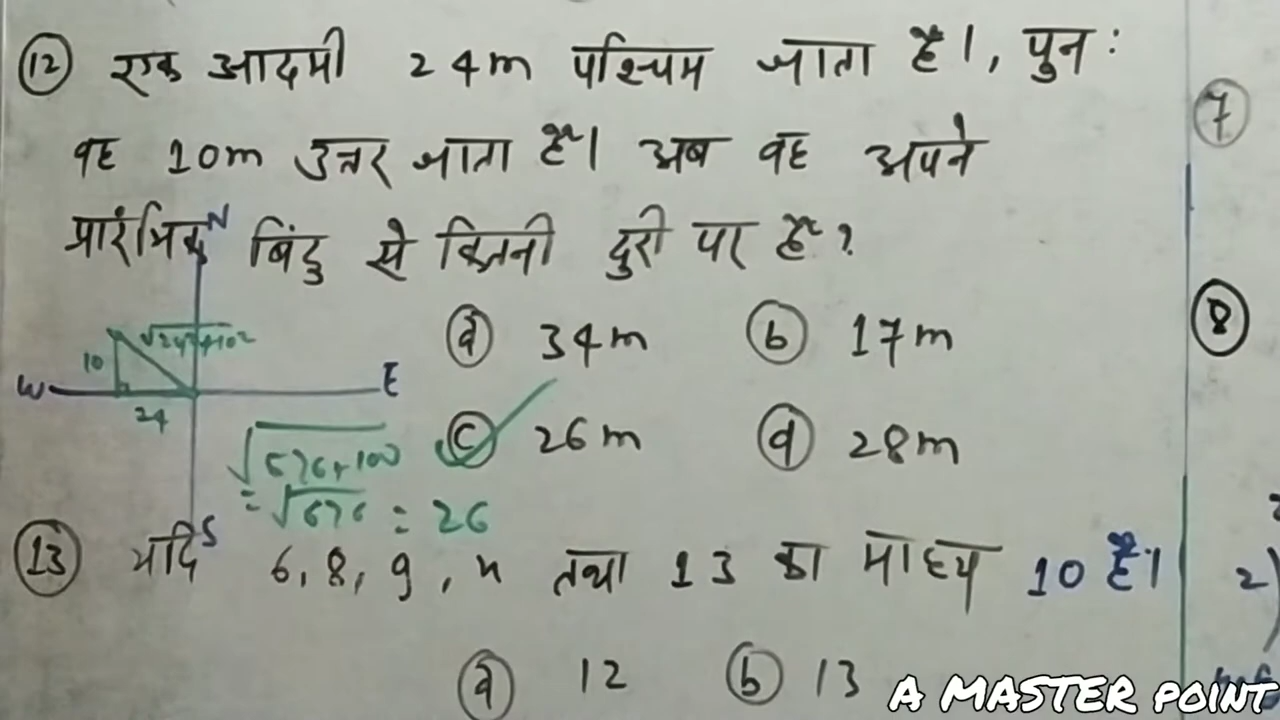 12 एक आदमी 24m पश्चिम जाता है।, पुन:
वह 10m उत्तर जाता है। अब वह अपने
प्रारंभिक बिंदु से कितनी दुरी पर है?
a 34m b 17m
c 26m d 28m
N
W E
S
10
24
√24²+10²
√576+100
= √676 = 26
13 यदि 6, 8, 9, x तथा 13 का माध्य 10 है।
a 12 b 13
7
8
2)
A MASTER POINT